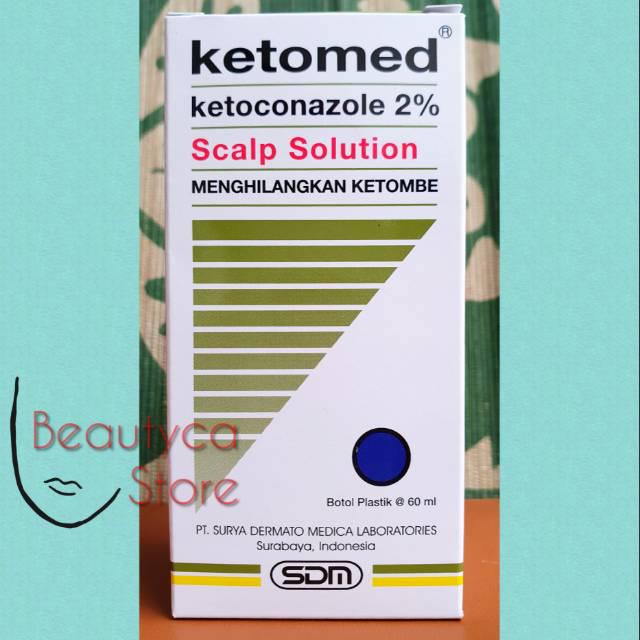 ketomed®
ketoconazole 2%
Scalp Solution
MENGHILANGKAN KETOMBE
Beautyca
Store
Botol Plastik @ 60 ml
PT. SURYA DERMATO MEDICA LABORATORIES
Surabaya, Indonesia
SDM